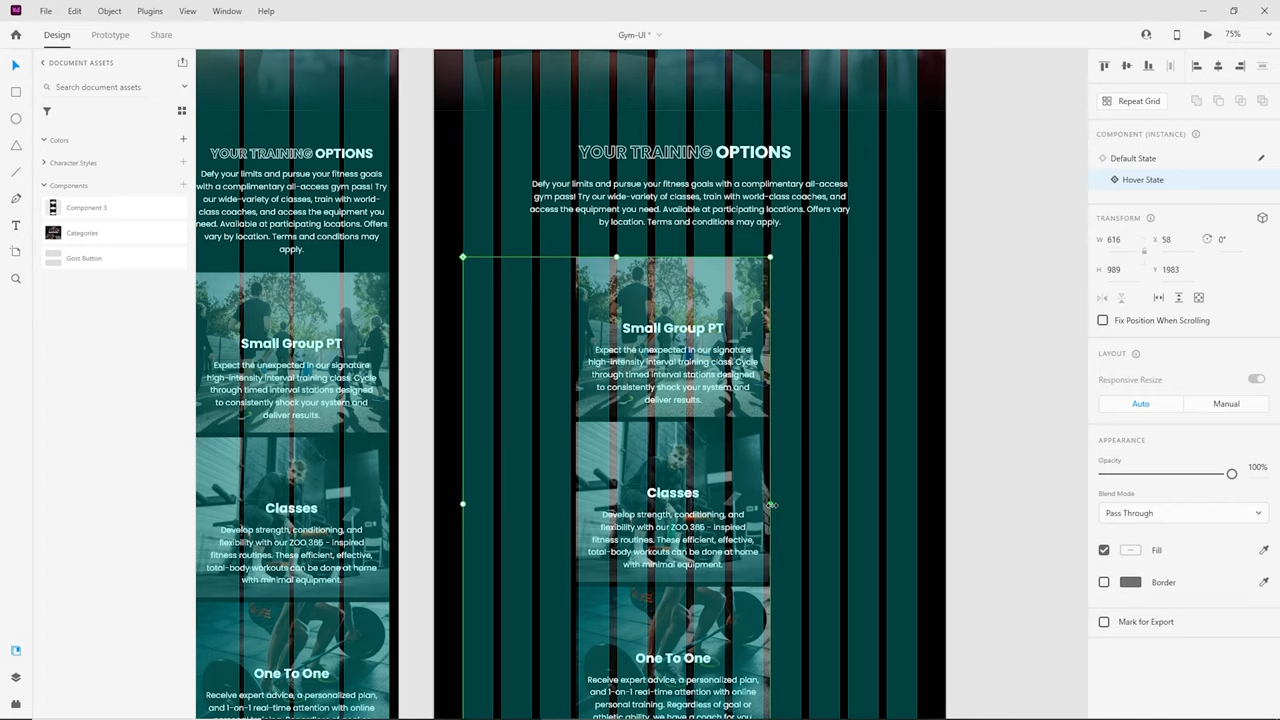 Xd File Edit Object Plugins View Window Help
Design Prototype Share
Gym-UI *
75%
DOCUMENT ASSETS
Search document assets
Colors
Character Styles
Components
Component 3
Categories
Gost Button
YOUR TRAINING OPTIONS
Defy your limits and pursue your fitness goals
with a complimentary all-access gym pass! Try
our wide-variety of classes, train with world-
class coaches, and access the equipment you
need. Available at participating locations. Offers
vary by location. Terms and conditions may
apply.
Small Group PT
Expect the unexpected in our signature
high-intensity interval training class. Cycle
through timed interval stations designed
to consistently shock your system and
deliver results.
Classes
Develop strength, conditioning, and
flexibility with our ZOO 365 - inspired
fitness routines. These efficient, effective,
total-body workouts can be done at home
with minimal equipment.
One To One
Receive expert advice, a personalized plan,
and 1-on-1 real-time attention with online
personal training. Regardless of goal or
YOUR TRAINING OPTIONS
Defy your limits and pursue your fitness goals with a complimentary all-access
gym pass! Try our wide-variety of classes, train with world-class coaches, and
access the equipment you need. Available at participating locations. Offers vary
by location. Terms and conditions may apply.
Small Group PT
Expect the unexpected in our signature
high-intensity interval training class. Cycle
through timed interval stations designed
to consistently shock your system and
deliver results.
Classes
Develop strength, conditioning, and
flexibility with our ZOO 365 - inspired
fitness routines. These efficient, effective,
total-body workouts can be done at home
with minimal equipment.
One To One
Receive expert advice, a personalized plan,
and 1-on-1 real-time attention with online
personal training. Regardless of goal or
athletic ability, we have a coach for you
Repeat Grid
COMPONENT (INSTANCE)
Default State
Hover State
TRANSFORM
W 616 X 58 0°
H 989 Y 1983
Fix Position When Scrolling
LAYOUT
Responsive Resize
Auto Manual
APPEARANCE
Opacity
100%
Blend Mode
Pass Through
Fill
Border
Mark for Export